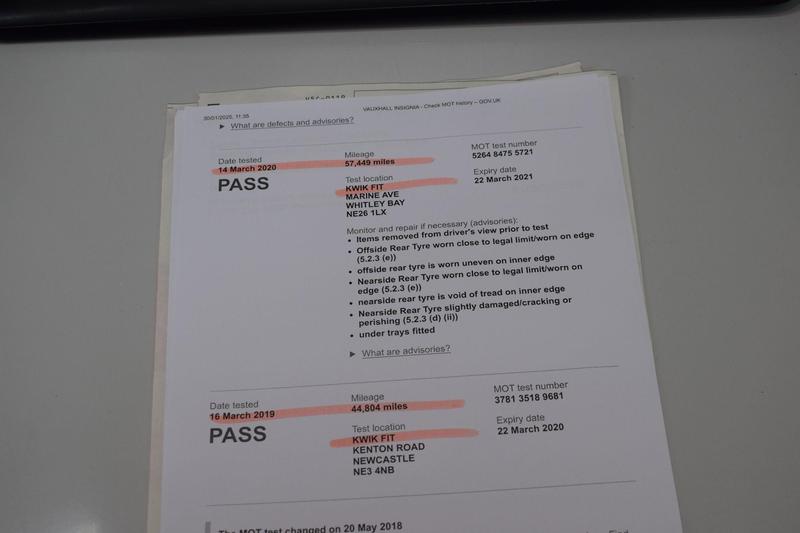 30/01/2025, 11:35
VAUXHALL INSIGNIA - Check MOT history – GOV.UK
► What are defects and advisories?
Date tested
14 March 2020
PASS
Mileage
57,449 miles
MOT test number
5264 8475 5721
Test location
KWIK FIT
MARINE AVE
WHITLEY BAY
NE26 1LX
Expiry date
22 March 2021
Monitor and repair if necessary (advisories):
• Items removed from driver's view prior to test
• Offside Rear Tyre worn close to legal limit/worn on edge
(5.2.3 (e))
• offside rear tyre is worn uneven on inner edge
• Nearside Rear Tyre worn close to legal limit/worn on
edge (5.2.3 (e))
• nearside rear tyre is void of tread on inner edge
• Nearside Rear Tyre slightly damaged/cracking or
perishing (5.2.3 (d) (ii))
• under trays fitted
► What are advisories?
Date tested
16 March 2019
PASS
Mileage
44,804 miles
MOT test number
3781 3518 9681
Test location
KWIK FIT
KENTON ROAD
NEWCASTLE
NE3 4NB
Expiry date
22 March 2020
The MOT test changed on 20 May 2018